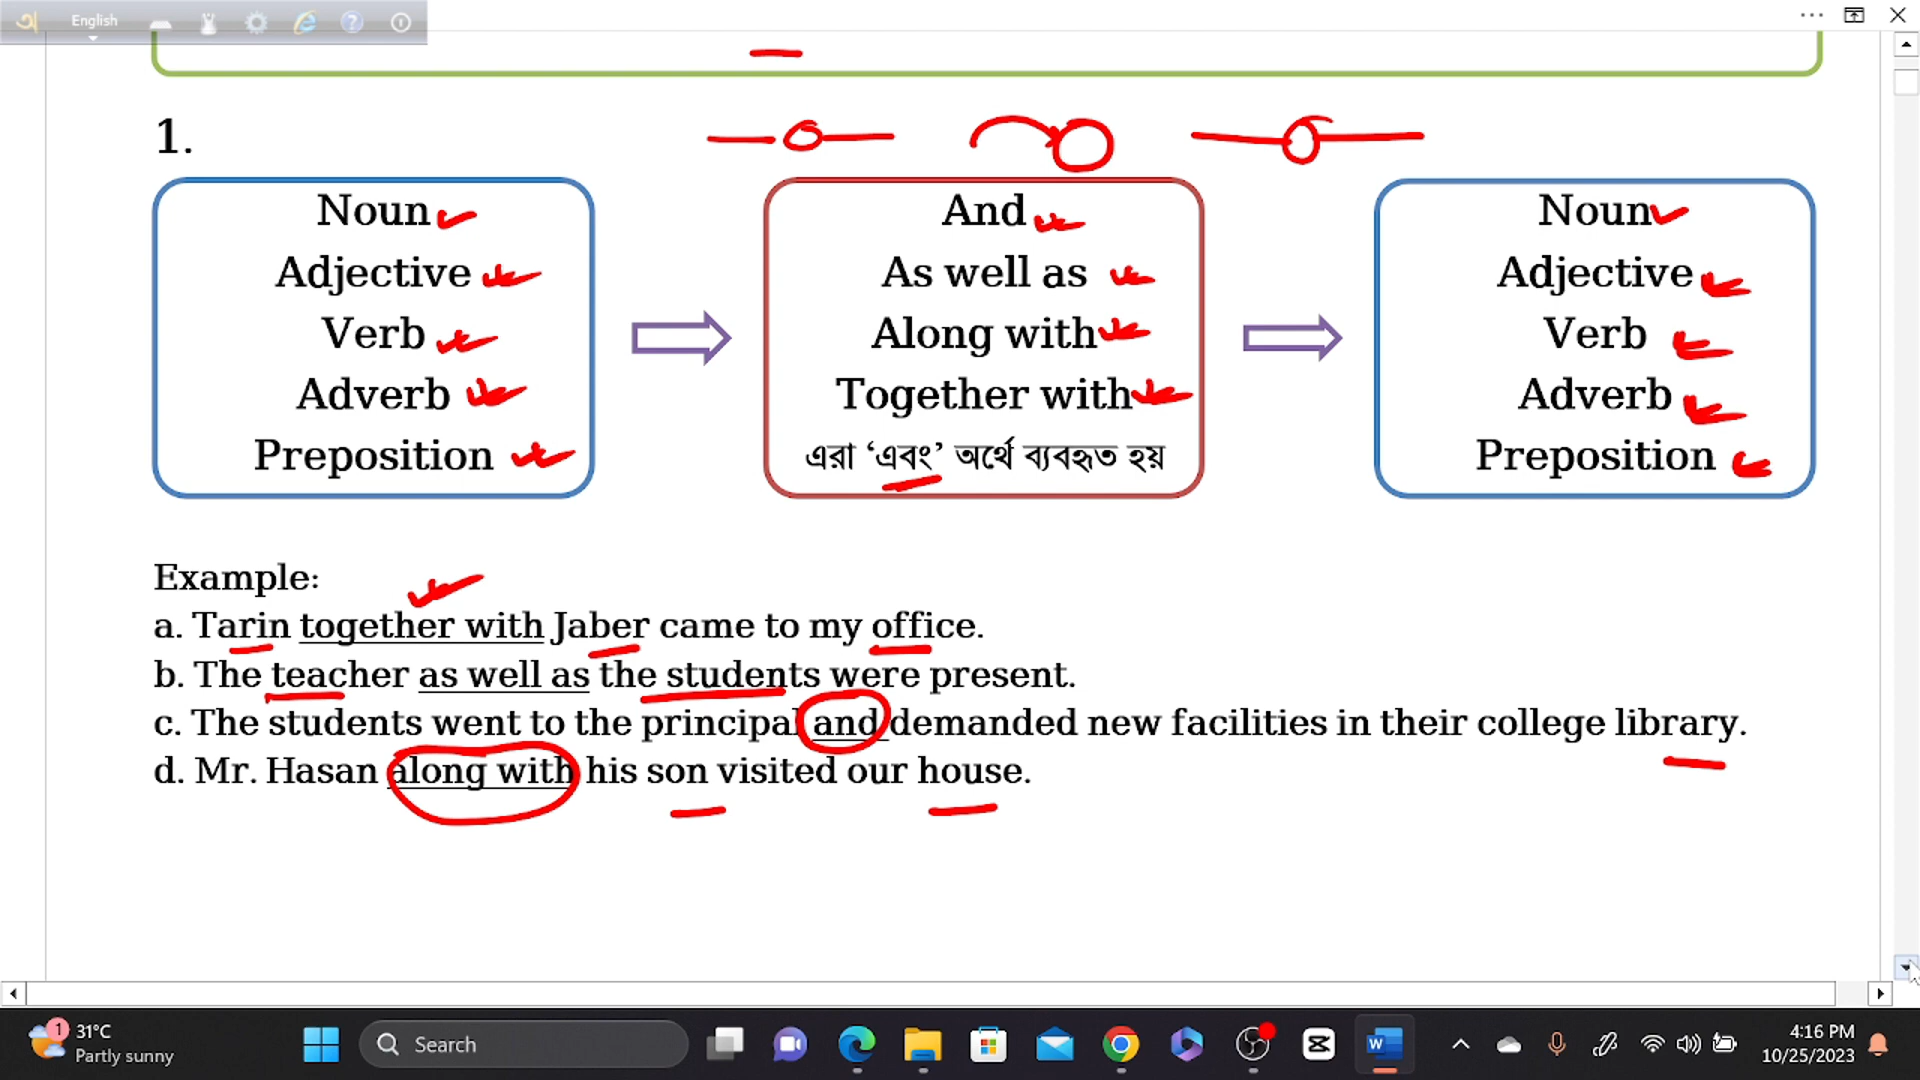 English
1.
Noun
Adjective
Verb
Adverb
Preposition
And
As well as
Along with
Together with
এরা ‘এবং’ অর্থে ব্যবহৃত হয়
Noun
Adjective
Verb
Adverb
Preposition
Example:
a. Tarin together with Jaber came to my office.
b. The teacher as well as the students were present.
c. The students went to the principal and demanded new facilities in their college library.
d. Mr. Hasan along with his son visited our house.
1
31°C
Partly sunny
Search
4:16 PM
10/25/2023